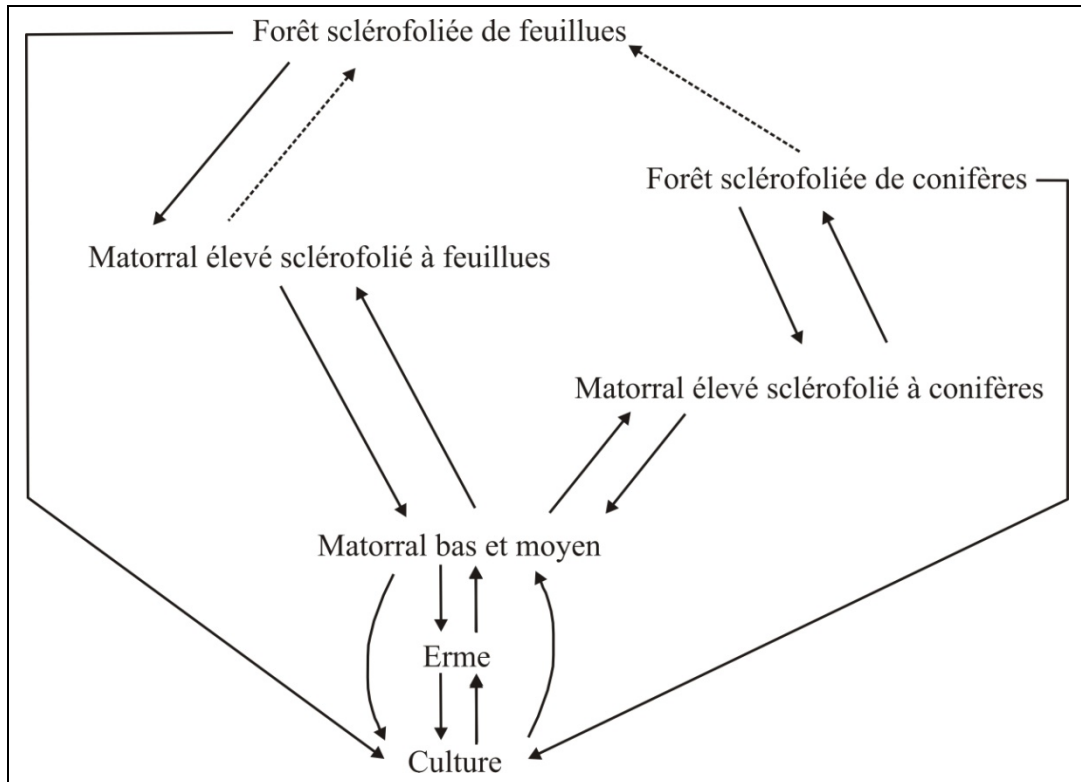 Forêt sclérofoliée de feuillues
Forêt sclérofoliée de conifères
Matorral élevé sclérofolié à feuillues
Matorral élevé sclérofolié à conifères
Matorral bas et moyen
Erme
Culture